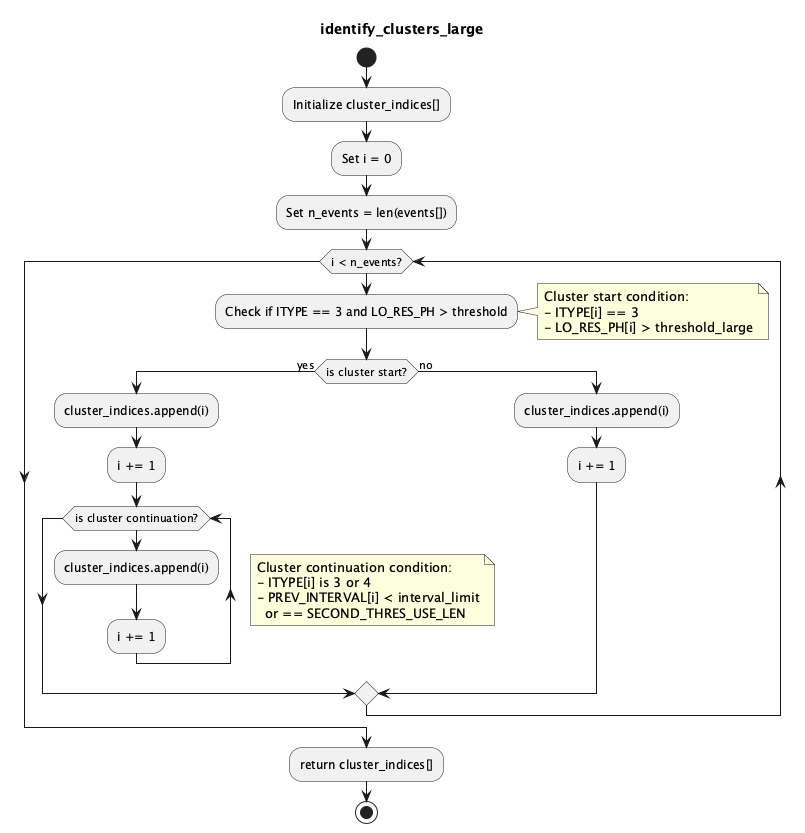 identify_clusters_large
Initialize cluster_indices[]
Set i = 0
Set n_events = len(events[])
i < n_events?
Check if ITYPE == 3 and LO_RES_PH > threshold
Cluster start condition:
– ITYPE[i] == 3
– LO_RES_PH[i] > threshold_large
yes
is cluster start?
no
cluster_indices.append(i)
i += 1
is cluster continuation?
cluster_indices.append(i)
i += 1
Cluster continuation condition:
– ITYPE[i] is 3 or 4
– PREV_INTERVAL[i] < interval_limit
or == SECOND_THRES_USE_LEN
cluster_indices.append(i)
i += 1
return cluster_indices[]